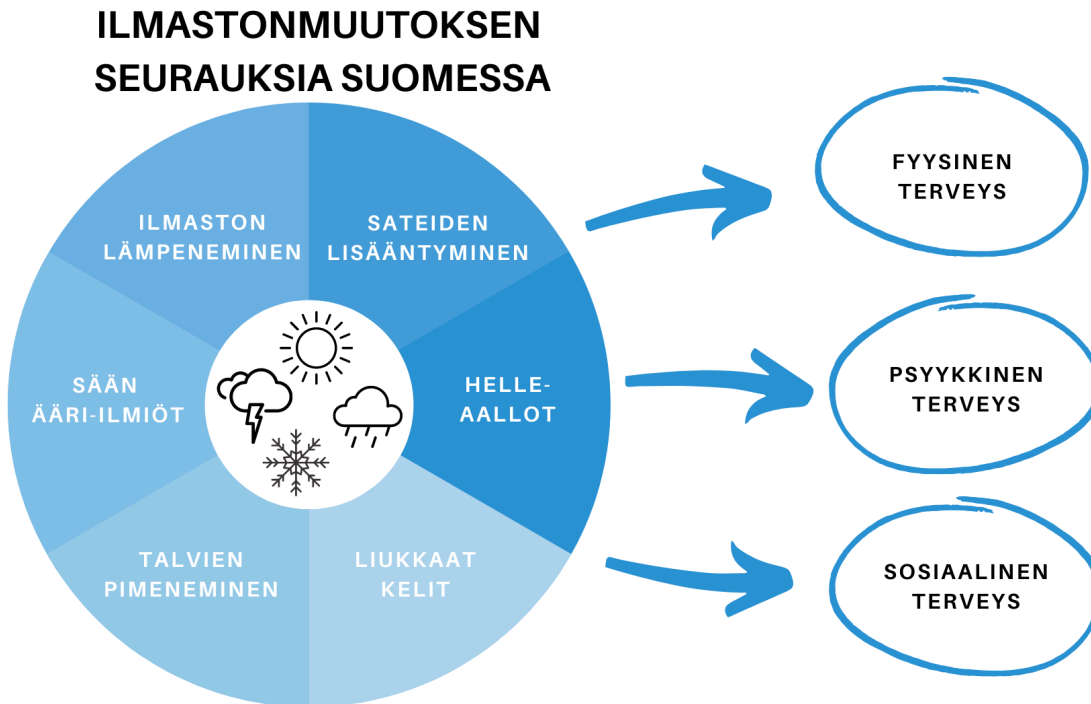 ILMASTONMUUTOKSEN
SEURAUKSIA SUOMESSA
ILMASTON
LÄMPENEMINEN
SATEIDEN
LISÄÄNTYMINEN
SÄÄN
ÄÄRI-ILMIÖT
HELLE-
AALLOT
TALVIEN
PIMENEMINEN
LIUKKAAT
KELIT
FYYSINEN
TERVEYS
PSYYKKINEN
TERVEYS
SOSIAALINEN
TERVEYS